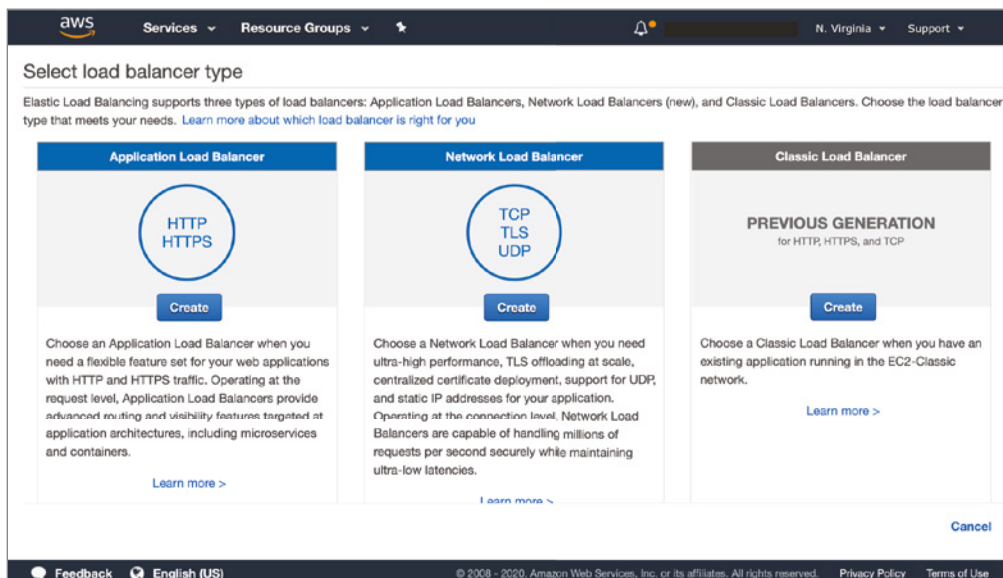 aws Services Resource Groups N. Virginia Support
Select load balancer type
Elastic Load Balancing supports three types of load balancers: Application Load Balancers, Network Load Balancers (new), and Classic Load Balancers. Choose the load balancer
type that meets your needs. Learn more about which load balancer is right for you
Application Load Balancer
HTTP
HTTPS
Create
Choose an Application Load Balancer when you
need a flexible feature set for your web applications
with HTTP and HTTPS traffic. Operating at the
request level, Application Load Balancers provide
advanced routing and visibility features targeted at
application architectures, including microservices
and containers.
Learn more >
Network Load Balancer
TCP
TLS
UDP
Create
Choose a Network Load Balancer when you need
ultra-high performance, TLS offloading at scale,
centralized certificate deployment, support for UDP,
and static IP addresses for your application.
Operating at the connection level, Network Load
Balancers are capable of handling millions of
requests per second securely while maintaining
ultra-low latencies.
Learn more >
Classic Load Balancer
PREVIOUS GENERATION
for HTTP, HTTPS, and TCP
Create
Choose a Classic Load Balancer when you have an
existing application running in the EC2-Classic
network.
Learn more >
Cancel
Feedback English (US) © 2008 - 2020, Amazon Web Services, Inc. or its affiliates. All rights reserved. Privacy Policy Terms of Use